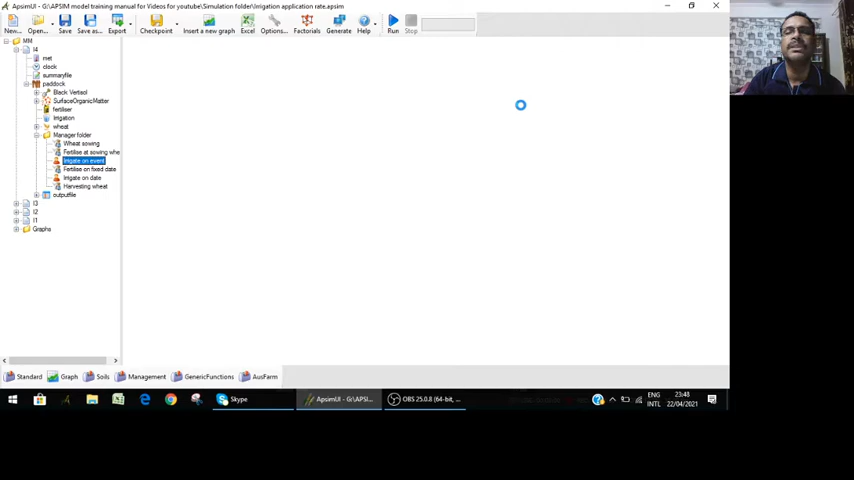 ApsimUI - G:\APSIM model training manual for Videos for youtube\Simulation folder\Irrigation application rate.apsim
New... Open... Save Save as... Export Checkpoint Insert a new graph Excel Options... Factorials Generate Help Run Stop
MM
I4
met
clock
summaryfile
paddock
Black Vertisol
SurfaceOrganicMatter
fertiliser
Irrigation
wheat
Manager folder
Wheat sowing
Fertilise at sowing whe
Irrigate on event
Fertilise on fixed date
Irrigate on date
Harvesting wheat
outputfile
I3
I2
I1
Graphs
Standard Graph Soils Management GenericFunctions AusFarm
Skype ApsimUI - G:\APSI... OBS 25.0.8 (64-bit, ... ENG 23:48
INTL 22/04/2021